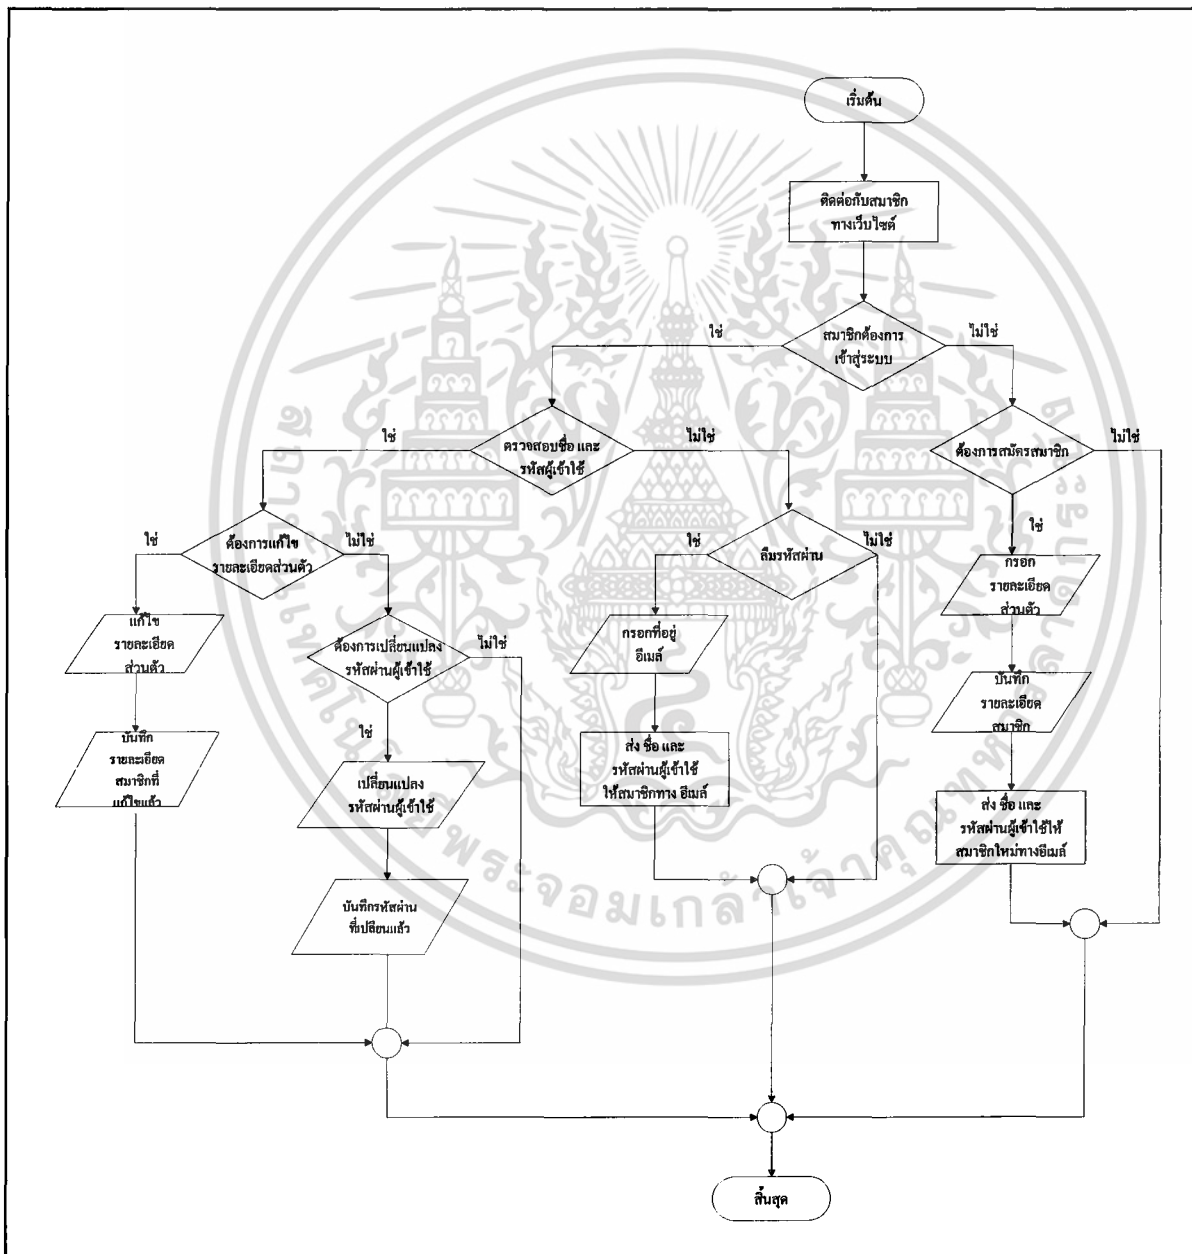 เริ่มต้น
ติดต่อกับสมาชิก
ทางเว็บไซต์
สมาชิกต้องการ
เข้าสู่ระบบ
ใช่
ไม่ใช่
ตรวจสอบชื่อ และ
รหัสผู้เข้าใช้
ใช่
ไม่ใช่
ต้องการสมัครสมาชิก
ไม่ใช่
ใช่
ต้องการแก้ไข
รายละเอียดส่วนตัว
ใช่
ไม่ใช่
ลืมรหัสผ่าน
ใช่
ไม่ใช่
กรอก
รายละเอียด
ส่วนตัว
แก้ไข
รายละเอียด
ส่วนตัว
ต้องการเปลี่ยนแปลง
รหัสผ่านผู้เข้าใช้
ไม่ใช่
ใช่
กรอกที่อยู่
อีเมล์
บันทึก
รายละเอียด
สมาชิก
บันทึก
รายละเอียด
สมาชิกที่
แก้ไขแล้ว
เปลี่ยนแปลง
รหัสผ่านผู้เข้าใช้
ส่ง ชื่อ และ
รหัสผ่านผู้เข้าใช้
ให้สมาชิกทาง อีเมล์
ส่ง ชื่อ และ
รหัสผ่านผู้เข้าใช้ให้
สมาชิกใหม่ทางอีเมล์
บันทึกรหัสผ่าน
ที่เปลี่ยนแล้ว
สิ้นสุด